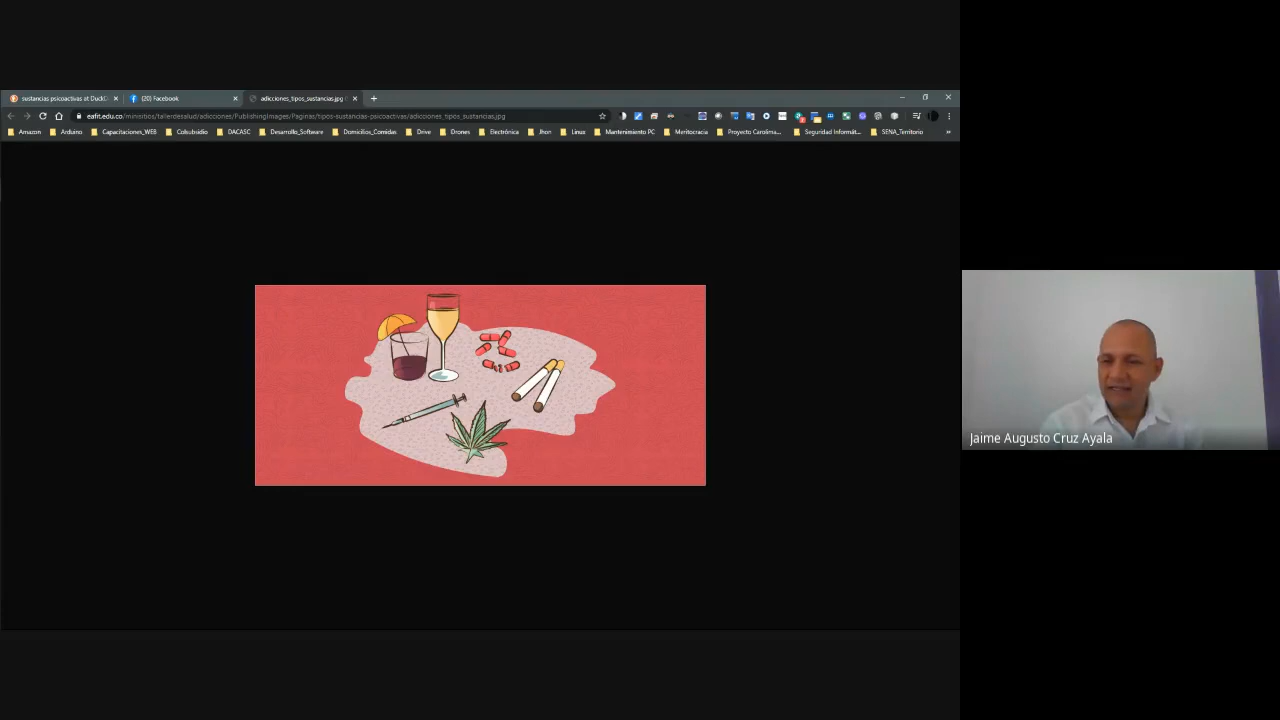 sustancias psicoactivas at DuckD
(20) Facebook
adicciones_tipos_sustancias.jpg
eafit.edu.co/minisitios/tallerdesalud/adicciones/PublishingImages/Paginas/tipos-sustancias-psicoactivas/adicciones_tipos_sustancias.jpg
Amazon Arduino Capacitaciones_WEB Colsubsidio DACASC Desarrollo_Software Domicilios_Comidas Drive Drones Electrónica Jhon Linux Mantenimiento PC Meritocracia Proyecto Carolima... Seguridad Informát... SENA_Territorio »
Jaime Augusto Cruz Ayala